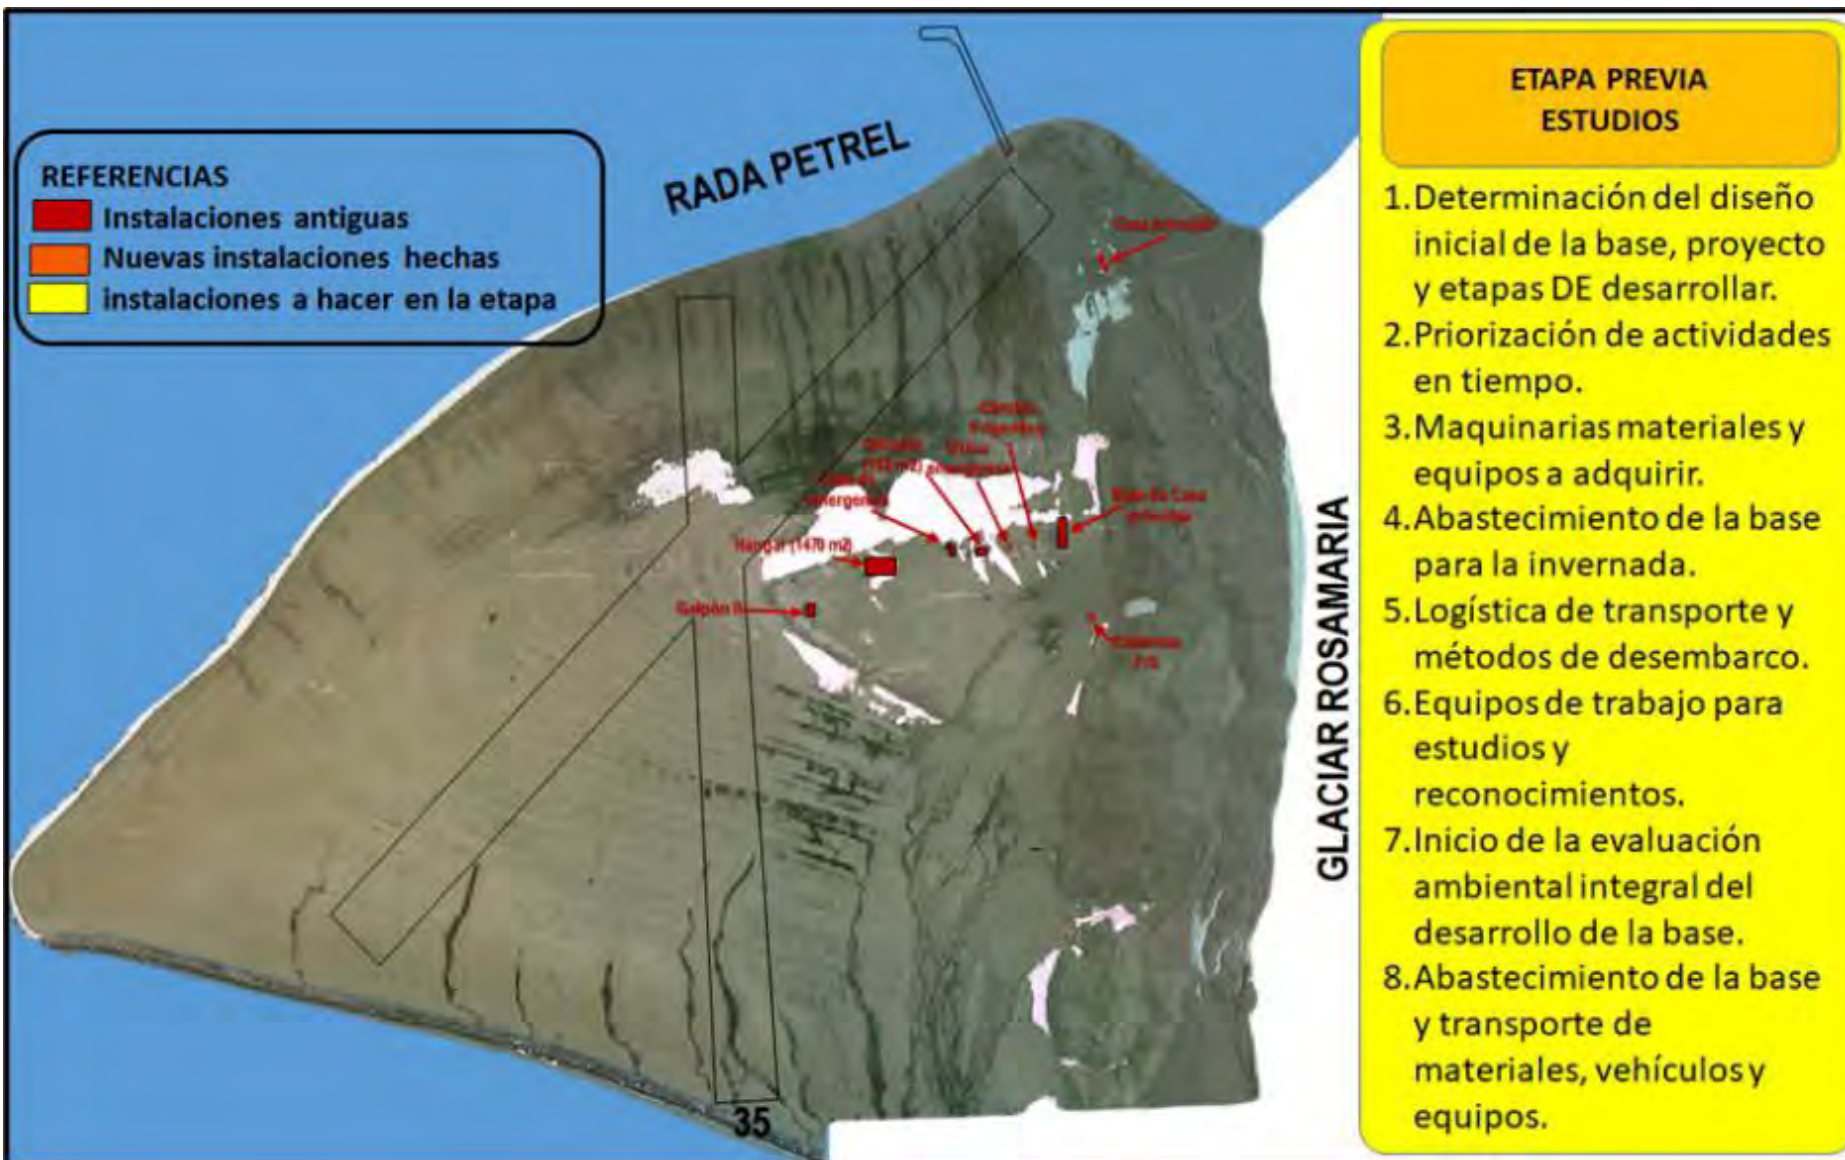 REFERENCIAS
Instalaciones antiguas
Nuevas instalaciones hechas
instalaciones a hacer en la etapa
RADA PETREL
Hangar (1470 m2)
Galpón II
emergencia
35
GLACIAR ROSAMARIA
ETAPA PREVIA
ESTUDIOS
1.Determinación del diseño
inicial de la base, proyecto
y etapas DE desarrollar.
2.Priorización de actividades
en tiempo.
3.Maquinarias materiales y
equipos a adquirir.
4.Abastecimiento de la base
para la invernada.
5.Logística de transporte y
métodos de desembarco.
6.Equipos de trabajo para
estudios y
reconocimientos.
7.Inicio de la evaluación
ambiental integral del
desarrollo de la base.
8.Abastecimiento de la base
y transporte de
materiales, vehículos y
equipos.